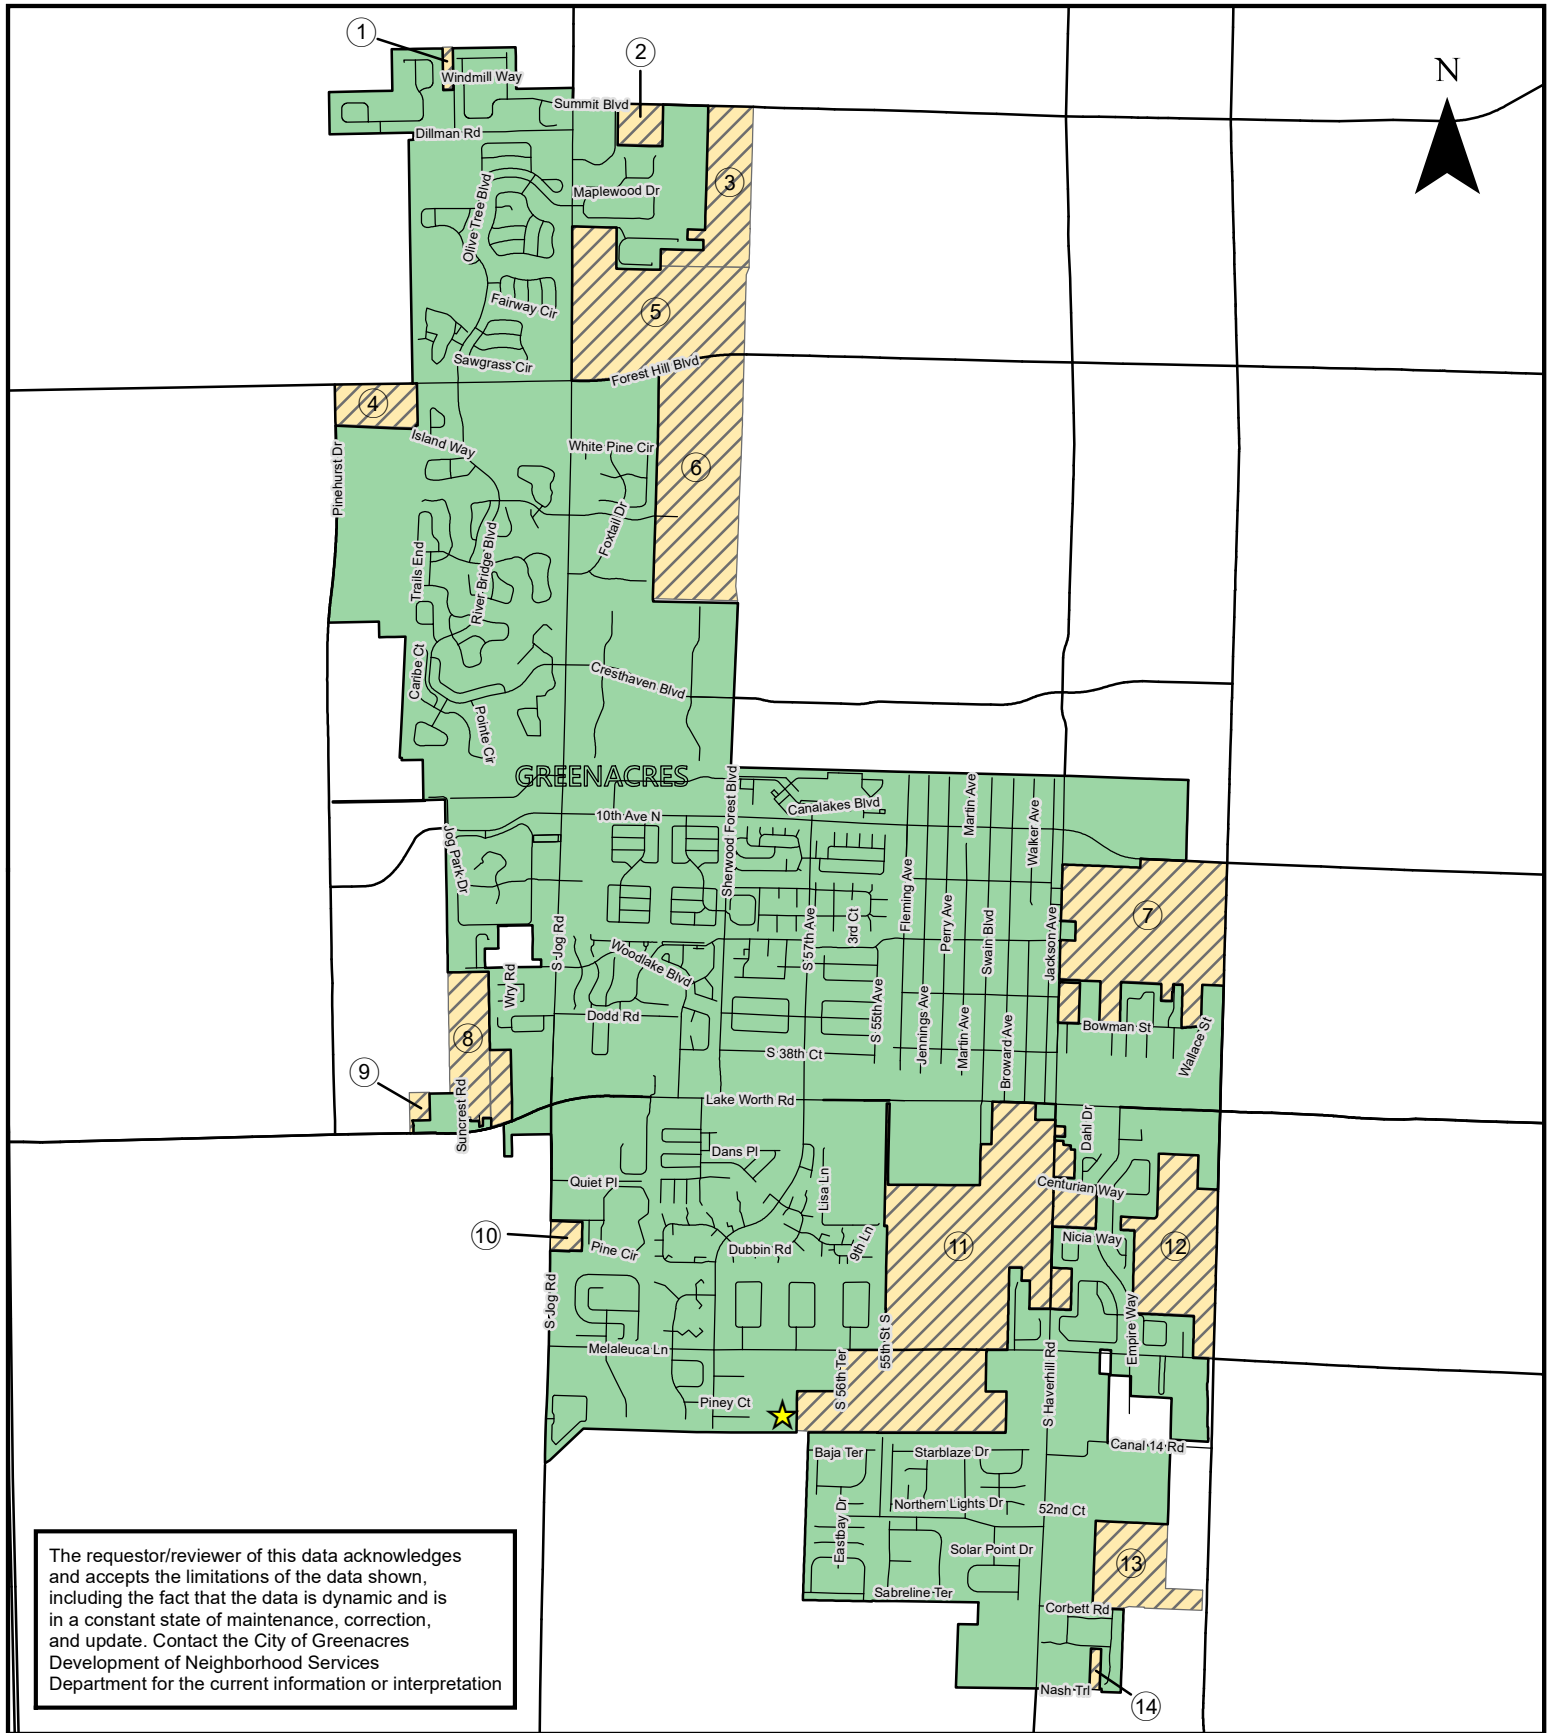 1
2
N
Windmill Way
Summit Blvd
Dillman Rd
3
Maplewood Dr
Olive Tree Blvd
5
Fairway Cir
Sawgrass Cir
Forest Hill Blvd
4
Island Way
White Pine Cir
Pinehurst Dr
6
Foxtail Dr
Trails End
River Bridge Blvd
Caribe Ct
Cresthaven Blvd
Pointe Cir
GREENACRES
Sherwood Forest Blvd
Canalakes Blvd
Martin Ave
Walker Ave
10th Ave N
Jog Park Dr
Fleming Ave
Perry Ave
3rd Ct
Swain Blvd
Jackson Ave
7
S Jog Rd
S 57th Ave
Woodlake Blvd
Wry Rd
Dodd Rd
S 55th Ave
Jennings Ave
Martin Ave
Broward Ave
Bowman St
Wallace St
8
S 38th Ct
9
Suncrest Rd
Lake Worth Rd
Dahl Dr
Dans Pl
Quiet Pl
Lisa Ln
Centurian Way
10
Pine Cir
Dubbin Rd
9th Ln
11
Nicia Way
12
S Jog Rd
Empire Way
55th St S
Melaleuca Ln
S 56th Ter
S Haverhill Rd
Piney Ct
Baja Ter
Starblaze Dr
Canal 14 Rd
Northern Lights Dr
52nd Ct
Eastbay Dr
Solar Point Dr
13
Sabreline Ter
Corbett Rd
Nash Trl
14
The requestor/reviewer of this data acknowledges
and accepts the limitations of the data shown,
including the fact that the data is dynamic and is
in a constant state of maintenance, correction,
and update. Contact the City of Greenacres
Development of Neighborhood Services
Department for the current information or interpretation